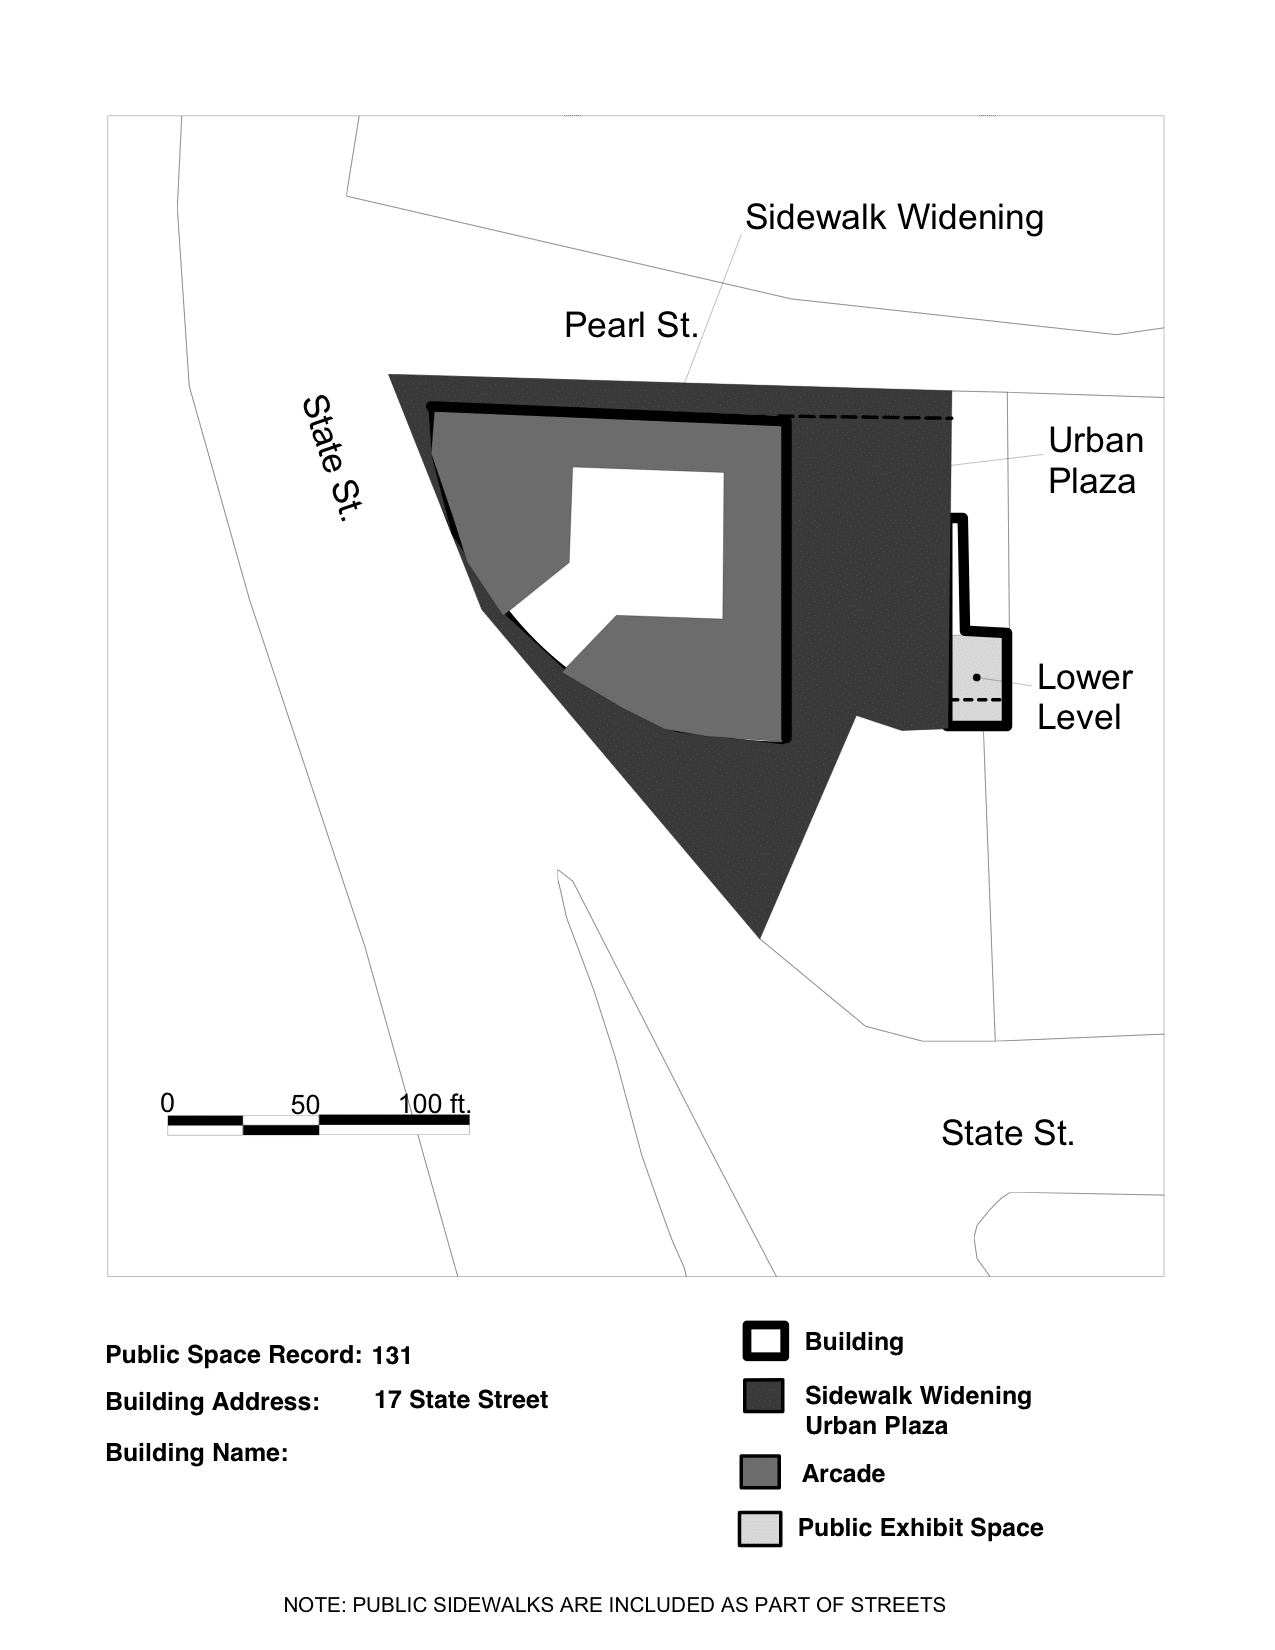 Sidewalk Widening
Pearl St.
State St.
Urban
Plaza
Lower
Level
0 50 100 ft.
State St.
Public Space Record: 131
Building Address: 17 State Street
Building Name:
Building
Sidewalk Widening
Urban Plaza
Arcade
Public Exhibit Space
NOTE: PUBLIC SIDEWALKS ARE INCLUDED AS PART OF STREETS